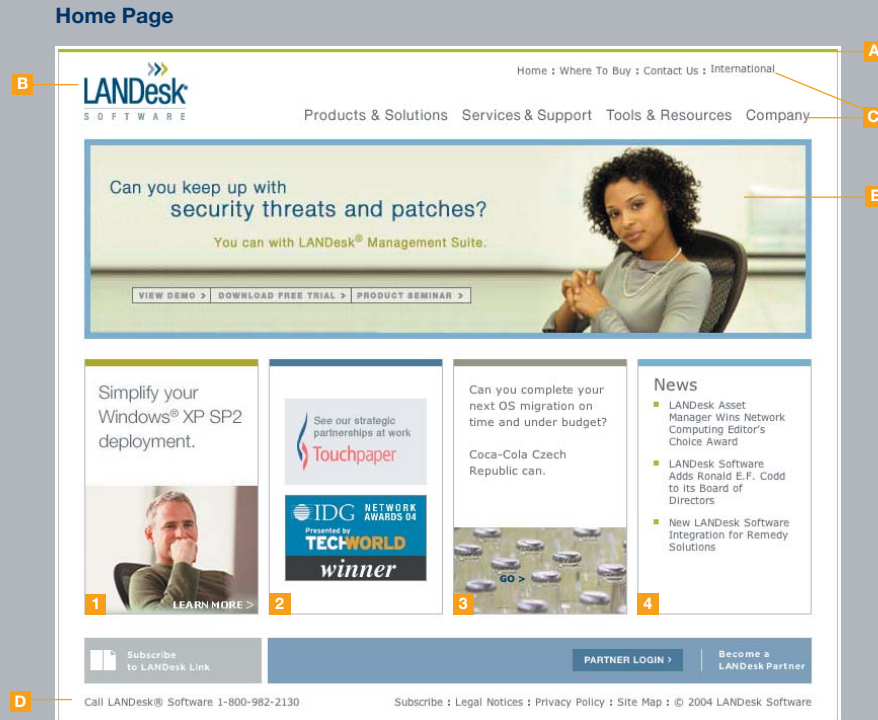 Home Page
A
B
LANDesk®
SOFTWARE
Home : Where To Buy : Contact Us : International
C
Products & Solutions Services & Support Tools & Resources Company
E
Can you keep up with
security threats and patches?
You can with LANDesk® Management Suite.
VIEW DEMO > DOWNLOAD FREE TRIAL > PRODUCT SEMINAR >
Simplify your
Windows® XP SP2
deployment.
LEARN MORE >
1
See our strategic
partnerships at work
Touchpaper
IDG NETWORK
AWARDS 04
Presented by
TECHWORLD
winner
2
Can you complete your
next OS migration on
time and under budget?
Coca-Cola Czech
Republic can.
GO >
3
News
LANDesk Asset
Manager Wins Network
Computing Editor's
Choice Award
LANDesk Software
Adds Ronald E.F. Codd
to its Board of
Directors
New LANDesk Software
Integration for Remedy
Solutions
4
Subscribe
to LANDesk Link
PARTNER LOGIN >
Become a
LANDesk Partner
D
Call LANDesk® Software 1-800-982-2130
Subscribe : Legal Notices : Privacy Policy : Site Map : © 2004 LANDesk Software